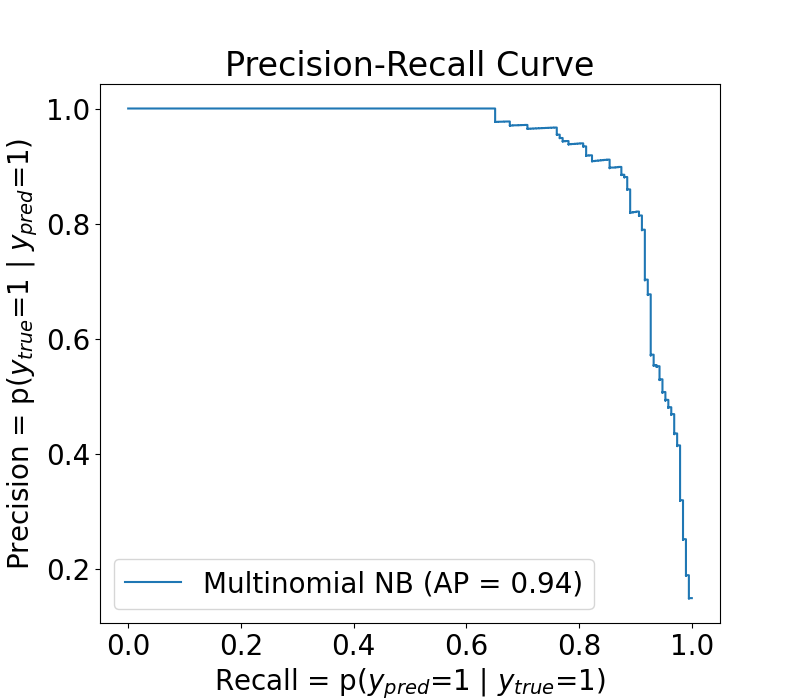 Precision-Recall Curve
Precision = p(y_true=1 | y_pred=1)
1.0
0.8
0.6
0.4
0.2
Multinomial NB (AP = 0.94)
0.0 0.2 0.4 0.6 0.8 1.0
Recall = p(y_pred=1 | y_true=1)